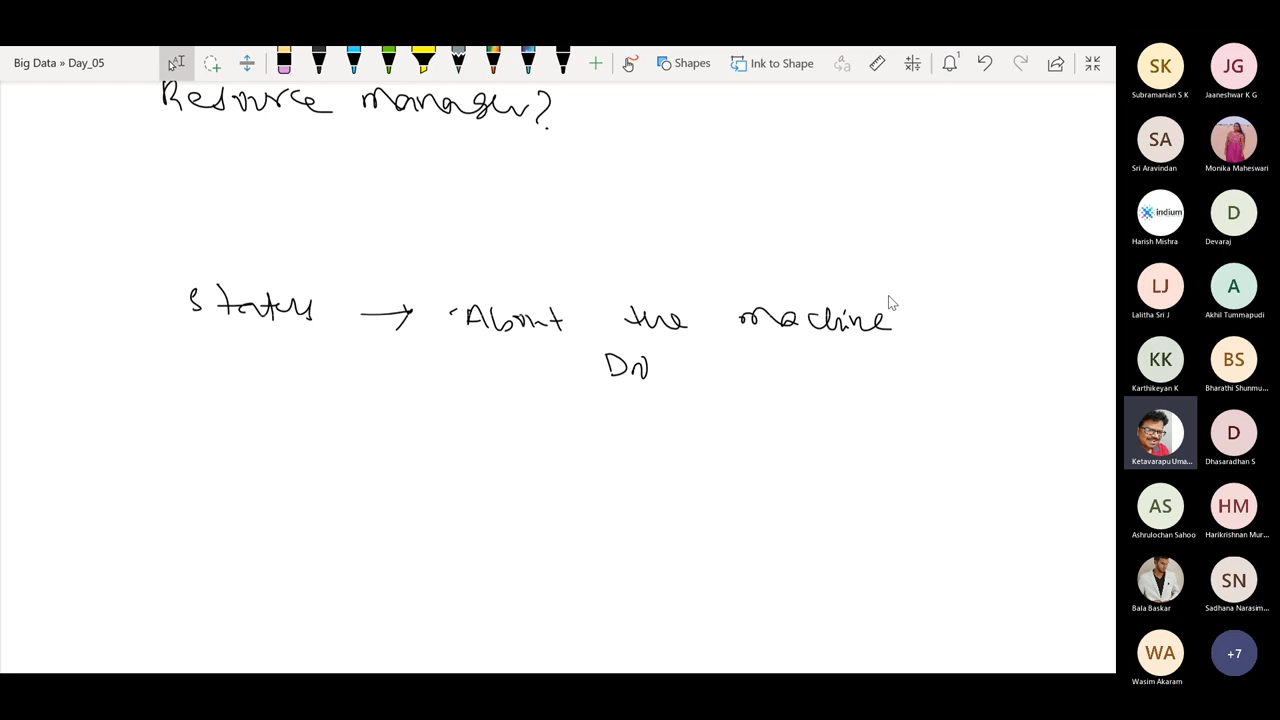 Big Data » Day_05
Shapes
Ink to Shape
1
Resource manager?
Status → About the machine
DN
SK
Subramanian S K
JG
Jaaneshwar K G
SA
Sri Aravindan
Monika Maheswari
indium
Harish Mishra
D
Devaraj
LJ
Lalitha Sri J
A
Akhil Tummapudi
KK
Karthikeyan K
BS
Bharathi Shunmu...
Ketavarapu Uma...
D
Dhasaradhan S
AS
Ashrulochan Sahoo
HM
Harikrishnan Mur...
Bala Baskar
SN
Sadhana Narasim...
WA
Wasim Akaram
+7